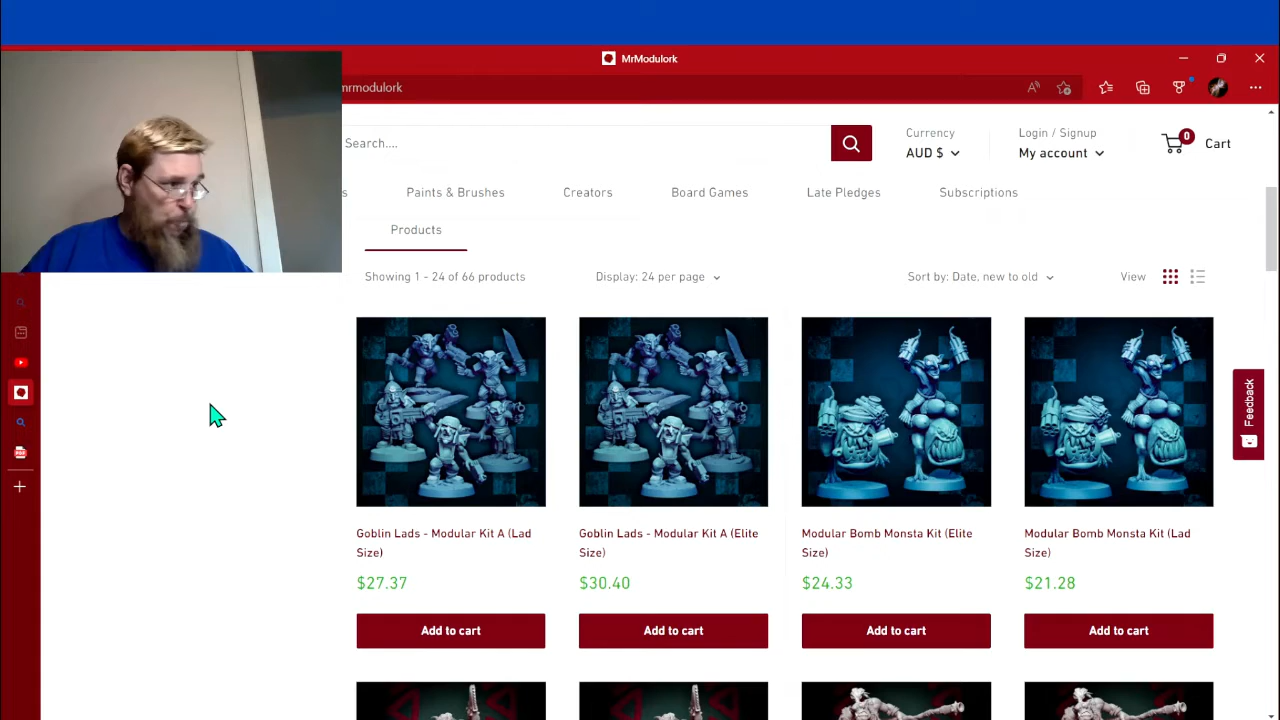 MrModulork
mrmodulork
Search....
Currency
AUD $
Login / Signup
My account
0
Cart
s
Paints & Brushes
Creators
Board Games
Late Pledges
Subscriptions
Products
Showing 1 - 24 of 66 products
Display: 24 per page
Sort by: Date, new to old
View
Feedback
Goblin Lads - Modular Kit A (Lad
Size)
$27.37
Add to cart
Goblin Lads - Modular Kit A (Elite
Size)
$30.40
Add to cart
Modular Bomb Monsta Kit (Elite
Size)
$24.33
Add to cart
Modular Bomb Monsta Kit (Lad
Size)
$21.28
Add to cart